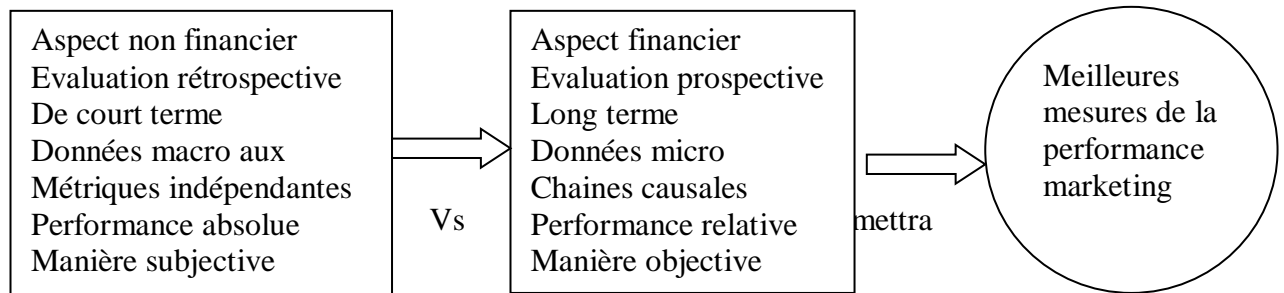 Aspect non financier
Evaluation rétrospective
De court terme
Données macro aux
Métriques indépendantes
Performance absolue
Manière subjective
Vs
Aspect financier
Evaluation prospective
Long terme
Données micro
Chaines causales
Performance relative
Manière objective
mettra
Meilleures
mesures de la
performance
marketing